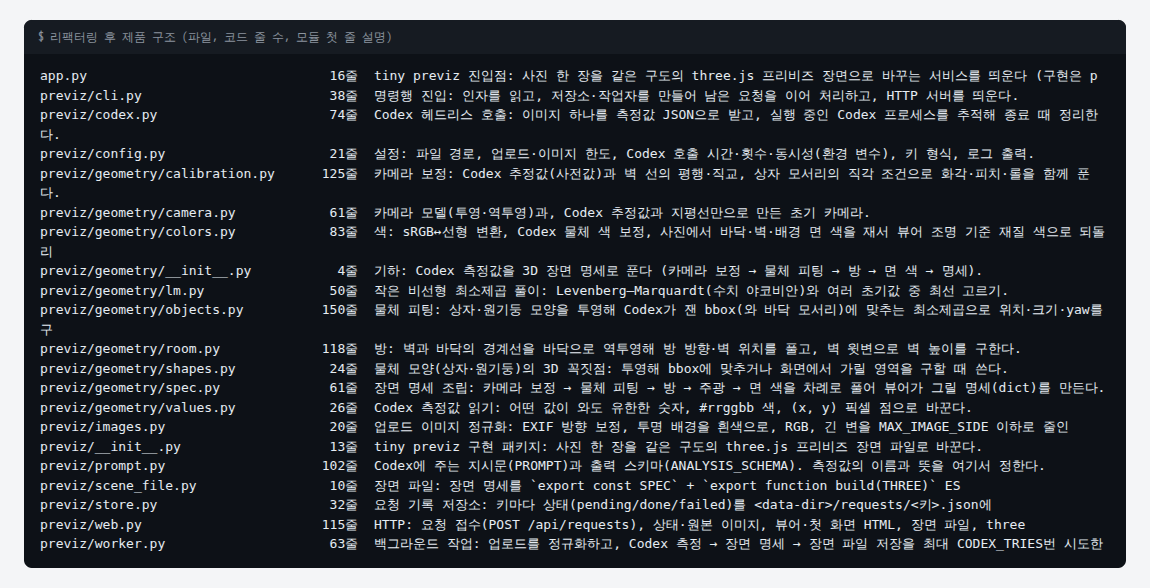 $ 리팩터링 후 제품 구조 (파일, 코드 줄 수, 모듈 첫 줄 설명)
app.py 16줄 tiny previz 진입점: 사진 한 장을 같은 구도의 three.js 프리비즈 장면으로 바꾸는 서비스를 띄운다 (구현은 p
previz/cli.py 38줄 명령행 진입: 인자를 읽고, 저장소·작업자를 만들어 남은 요청을 이어 처리하고, HTTP 서버를 띄운다.
previz/codex.py 74줄 Codex 헤드리스 호출: 이미지 하나를 측정값 JSON으로 받고, 실행 중인 Codex 프로세스를 추적해 종료 때 정리한
다.
previz/config.py 21줄 설정: 파일 경로, 업로드·이미지 한도, Codex 호출 시간·횟수·동시성(환경 변수), 키 형식, 로그 출력.
previz/geometry/calibration.py 125줄 카메라 보정: Codex 추정값(사전값)과 벽 선의 평행·직교, 상자 모서리의 직각 조건으로 화각·피치·롤을 함께 푼
다.
previz/geometry/camera.py 61줄 카메라 모델(투영·역투영)과, Codex 추정값과 지평선만으로 만든 초기 카메라.
previz/geometry/colors.py 83줄 색: sRGB↔선형 변환, Codex 물체 색 보정, 사진에서 바닥·벽·배경 면 색을 재서 뷰어 조명 기준 재질 색으로 되돌
리
previz/geometry/__init__.py 4줄 기하: Codex 측정값을 3D 장면 명세로 푼다 (카메라 보정 → 물체 피팅 → 방 → 면 색 → 명세).
previz/geometry/lm.py 50줄 작은 비선형 최소제곱 풀이: Levenberg–Marquardt(수치 야코비안)와 여러 초기값 중 최선 고르기.
previz/geometry/objects.py 150줄 물체 피팅: 상자·원기둥 모양을 투영해 Codex가 잰 bbox(와 바닥 모서리)에 맞추는 최소제곱으로 위치·크기·yaw를
구
previz/geometry/room.py 118줄 방: 벽과 바닥의 경계선을 바닥으로 역투영해 방 방향·벽 위치를 풀고, 벽 윗변으로 벽 높이를 구한다.
previz/geometry/shapes.py 24줄 물체 모양(상자·원기둥)의 3D 꼭짓점: 투영해 bbox에 맞추거나 화면에서 가릴 영역을 구할 때 쓴다.
previz/geometry/spec.py 61줄 장면 명세 조립: 카메라 보정 → 물체 피팅 → 방 → 주광 → 면 색을 차례로 풀어 뷰어가 그릴 명세(dict)를 만든다.
previz/geometry/values.py 26줄 Codex 측정값 읽기: 어떤 값이 와도 유한한 숫자, #rrggbb 색, (x, y) 픽셀 점으로 바꾼다.
previz/images.py 20줄 업로드 이미지 정규화: EXIF 방향 보정, 투명 배경을 흰색으로, RGB, 긴 변을 MAX_IMAGE_SIDE 이하로 줄인
previz/__init__.py 13줄 tiny previz 구현 패키지: 사진 한 장을 같은 구도의 three.js 프리비즈 장면 파일로 바꾼다.
previz/prompt.py 102줄 Codex에 주는 지시문(PROMPT)과 출력 스키마(ANALYSIS_SCHEMA). 측정값의 이름과 뜻을 여기서 정한다.
previz/scene_file.py 10줄 장면 파일: 장면 명세를 `export const SPEC` + `export function build(THREE)` ES
previz/store.py 32줄 요청 기록 저장소: 키마다 상태(pending/done/failed)를 <data-dir>/requests/<키>.json에
previz/web.py 115줄 HTTP: 요청 접수(POST /api/requests), 상태·원본 이미지, 뷰어·첫 화면 HTML, 장면 파일, three
previz/worker.py 63줄 백그라운드 작업: 업로드를 정규화하고, Codex 측정 → 장면 명세 → 장면 파일 저장을 최대 CODEX_TRIES번 시도한